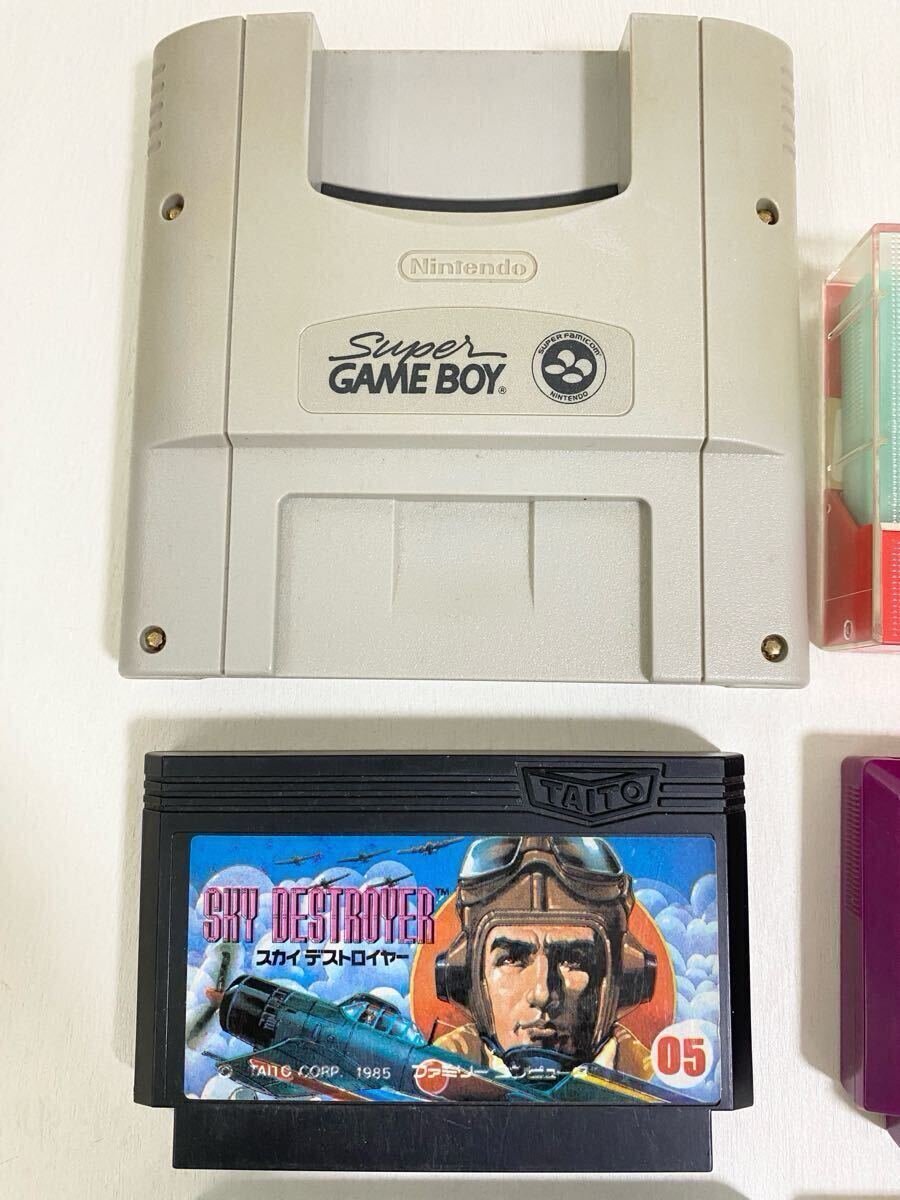 Nintendo
Super
GAME BOY®
SUPER FAMICOM
NINTENDO
TAITO
SKY DESTROYER™
スカイ デストロイヤー
© TAITO CORP. 1985 ファミリーコンピュータ
05